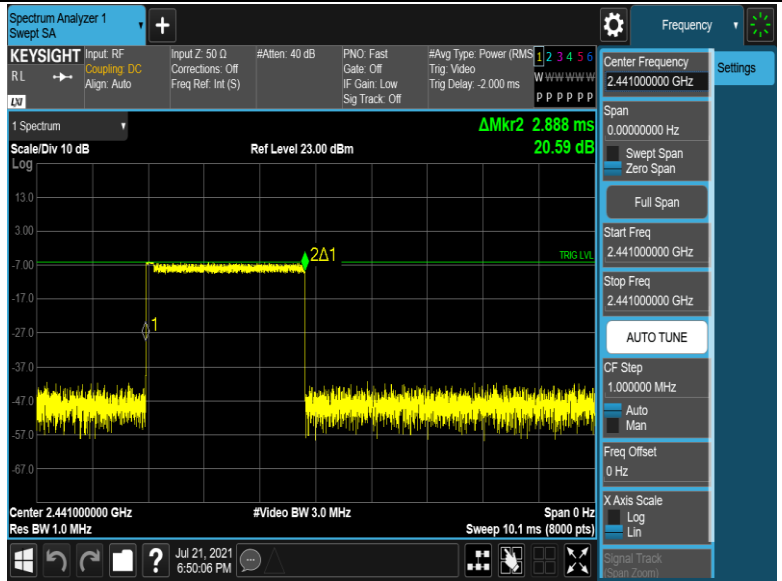 Spectrum Analyzer 1
Swept SA
Frequency
KEYSIGHT
RL
LXI
Input: RF
Coupling: DC
Align: Auto
Input Z: 50 Ω
Corrections: Off
Freq Ref: Int (S)
#Atten: 40 dB
PNO: Fast
Gate: Off
IF Gain: Low
Sig Track: Off
#Avg Type: Power (RMS
Trig: Video
Trig Delay: -2.000 ms
1 2 3 4 5 6
W W W W W W
P P P P P P
1 Spectrum
Scale/Div 10 dB
Ref Level 23.00 dBm
ΔMkr2 2.888 ms
20.59 dB
Log
13.0
3.00
-7.00
-17.0
-27.0
-37.0
-47.0
-57.0
-67.0
2Δ1
TRIG LVL
1
Center 2.441000000 GHz
#Video BW 3.0 MHz
Span 0 Hz
Res BW 1.0 MHz
Sweep 10.1 ms (8000 pts)
Jul 21, 2021
6:50:06 PM
Center Frequency
2.441000000 GHz
Settings
Span
0.00000000 Hz
Swept Span
Zero Span
Full Span
Start Freq
2.441000000 GHz
Stop Freq
2.441000000 GHz
AUTO TUNE
CF Step
1.000000 MHz
Auto
Man
Freq Offset
0 Hz
X Axis Scale
Log
Lin
Signal Track
(Span Zoom)